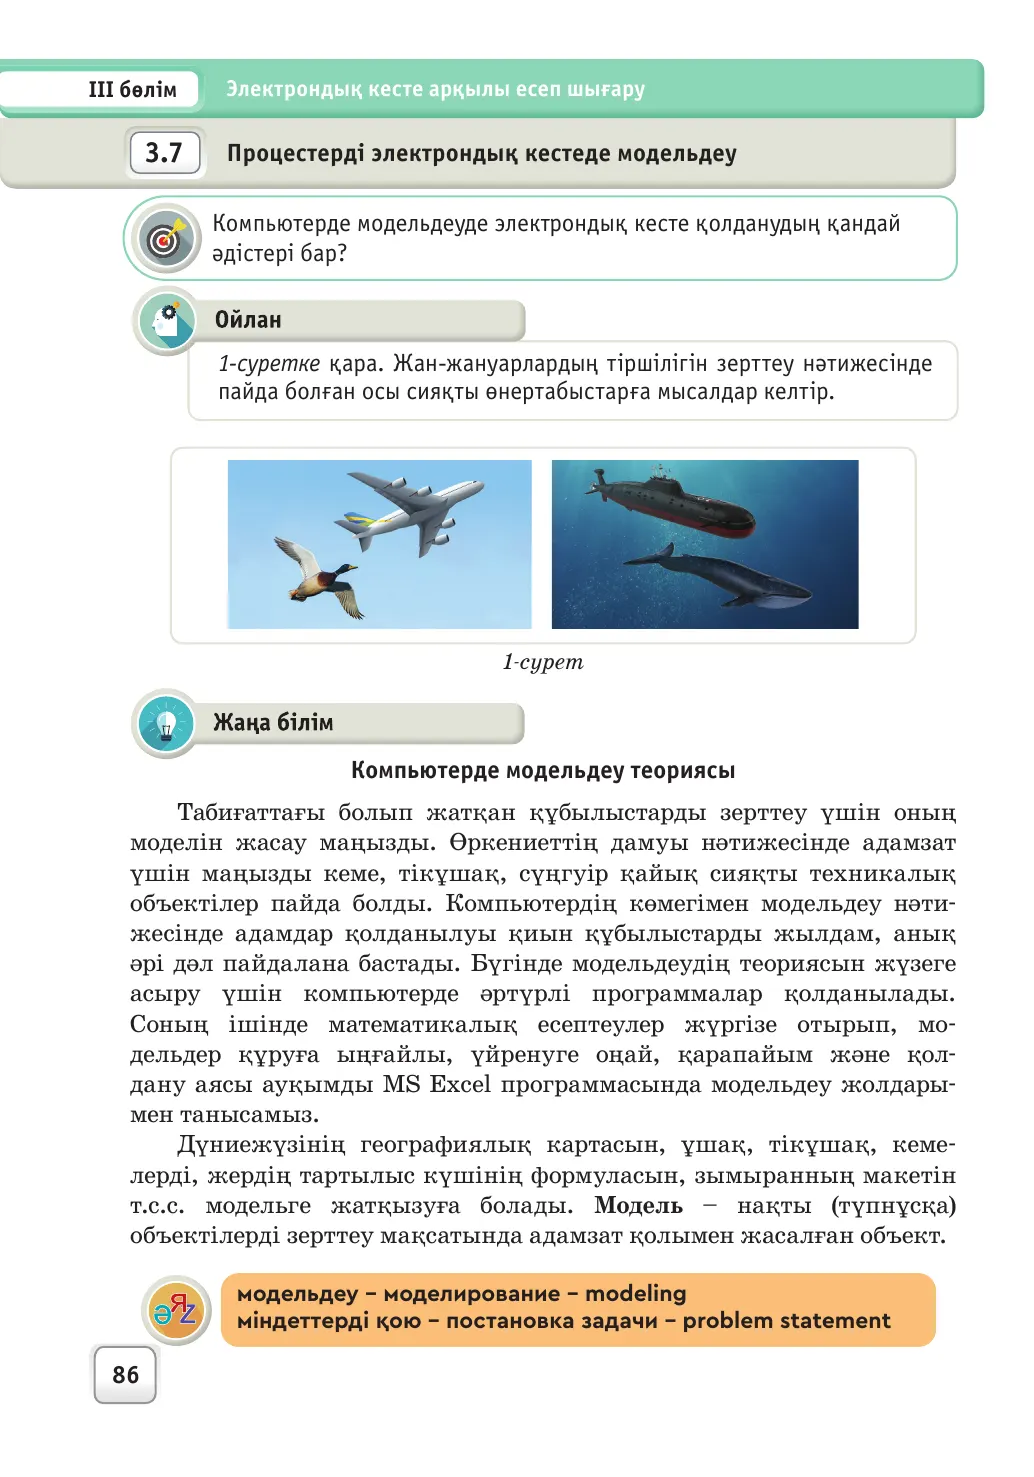 III бөлім
Электрондық кесте арқылы есеп шығару
3.7
Процестерді электрондық кестеде модельдеу
Компьютерде модельдеуде электрондық кесте қолданудың қандай
әдістері бар?
Ойлан
1-суретке қара. Жан-жануарлардың тіршілігін зерттеу нәтижесінде
пайда болған осы сияқты өнертабыстарға мысалдар келтір.
1-сурет
Жаңа білім
Компьютерде модельдеу теориясы
Табиғаттағы болып жатқан құбылыстарды зерттеу үшін оның
моделін жасау маңызды. Өркениеттің дамуы нәтижесінде адамзат
үшін маңызды кеме, тікұшақ, сүңгуір қайық сияқты техникалық
объектілер пайда болды. Компьютердің көмегімен модельдеу нәти-
жесінде адамдар қолданылуы қиын құбылыстарды жылдам, анық
әрі дәл пайдалана бастады. Бүгінде модельдеудің теориясын жүзеге
асыру үшін компьютерде әртүрлі программалар қолданылады.
Соның ішінде математикалық есептеулер жүргізе отырып, мо-
дельдер құруға ыңғайлы, үйренуге оңай, қарапайым және қол-
дану аясы ауқымды MS Excel программасында модельдеу жолдары-
мен танысамыз.
Дүниежүзінің географиялық картасын, ұшақ, тікұшақ, кеме-
лерді, жердің тартылыс күшінің формуласын, зымыранның макетін
т.с.с. модельге жатқызуға болады. Модель – нақты (түпнұсқа)
объектілерді зерттеу мақсатында адамзат қолымен жасалған объект.
ә Я Z
модельдеу – моделирование – modeling
міндеттерді қою – постановка задачи – problem statement
86